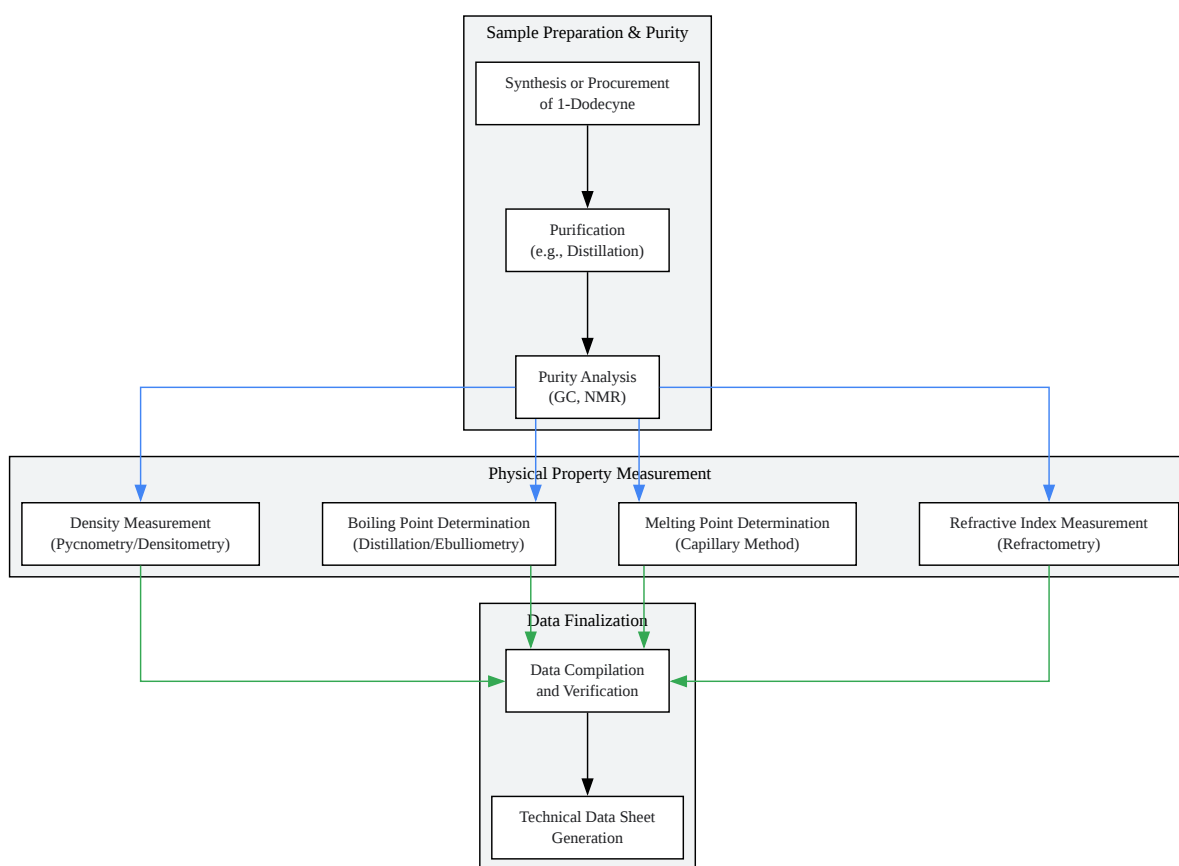 Sample Preparation & Purity
Synthesis or Procurement
of 1-Dodecyne
Purification
(e.g., Distillation)
Purity Analysis
(GC, NMR)
Physical Property Measurement
Density Measurement
(Pycnometry/Densitometry)
Boiling Point Determination
(Distillation/Ebulliometry)
Melting Point Determination
(Capillary Method)
Refractive Index Measurement
(Refractometry)
Data Finalization
Data Compilation
and Verification
Technical Data Sheet
Generation